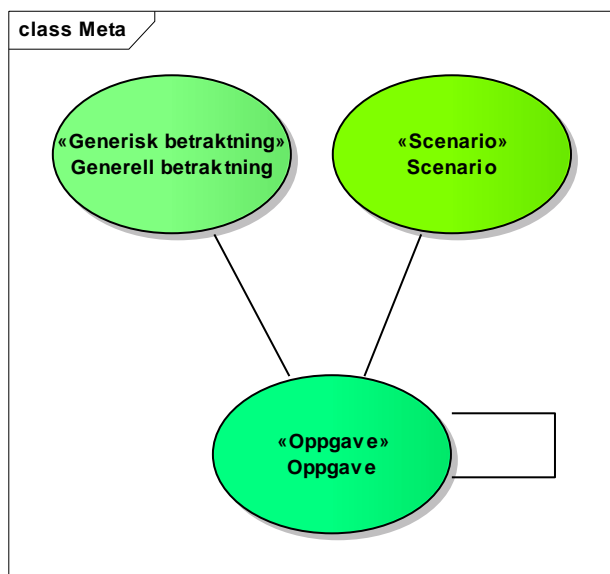 class Meta
«Generisk betraktning»
Generell betraktning
«Scenario»
Scenario
«Oppgave»
Oppgave